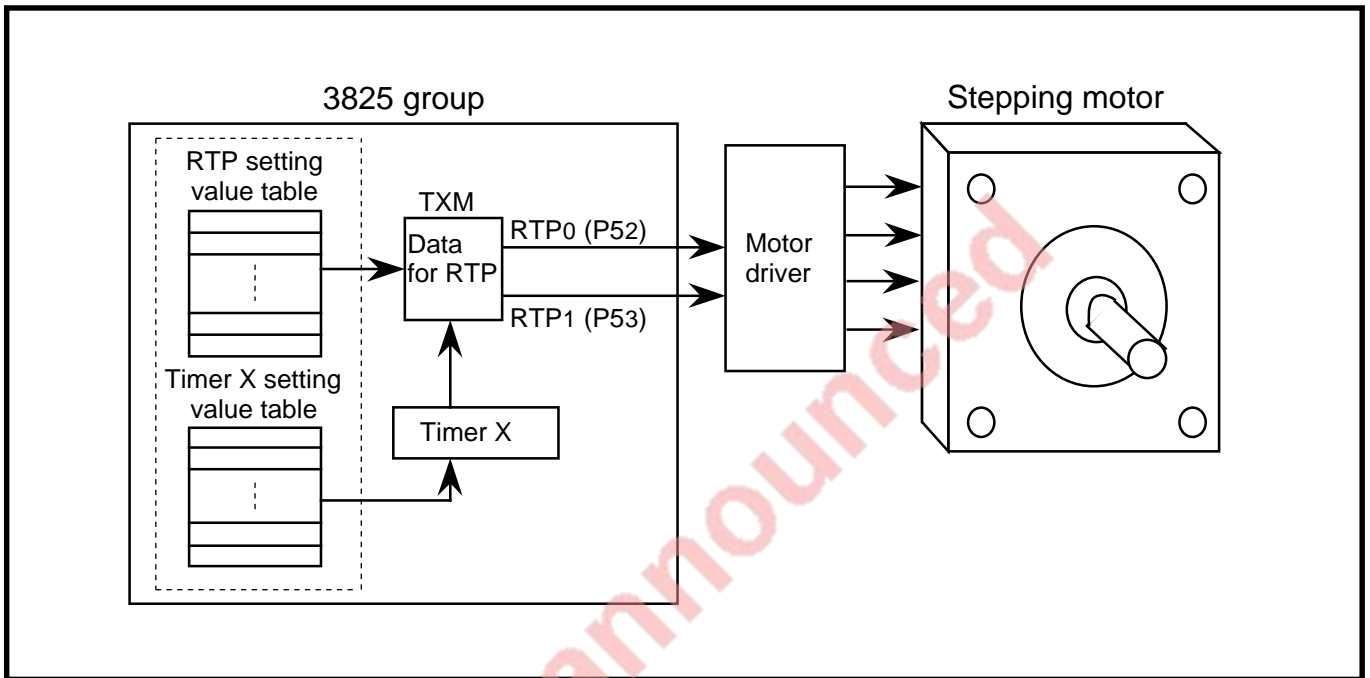 3825 group
Stepping motor
RTP setting
value table
TXM
Data
for RTP
RTP0 (P52)
RTP1 (P53)
Motor
driver
Timer X setting
value table
Timer X
announced